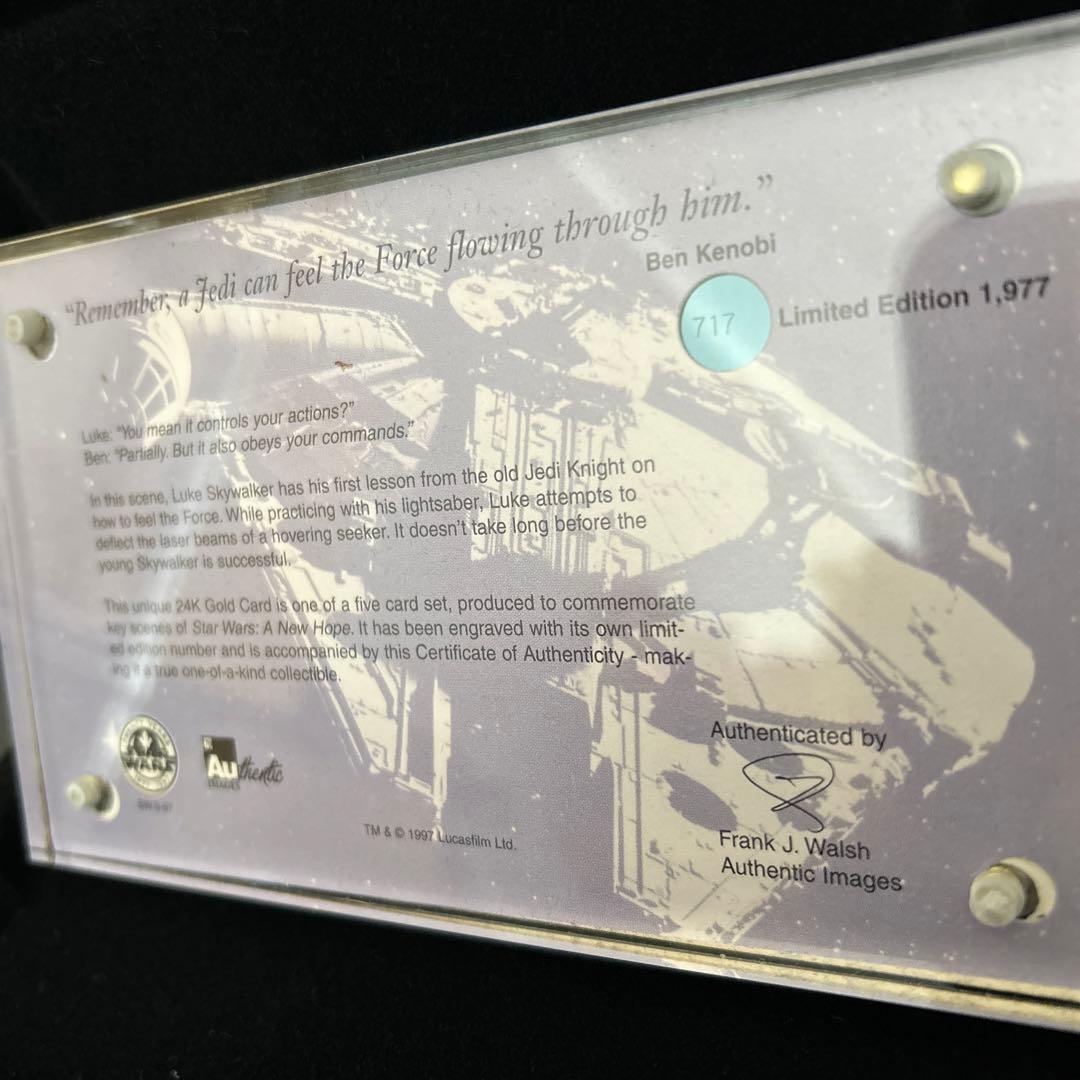 “Remember, a Jedi can feel the Force flowing through him.”
Ben Kenobi
717 Limited Edition 1,977
Luke: “You mean it controls your actions?”
Ben: “Partially. But it also obeys your commands.”
In this scene, Luke Skywalker has his first lesson from the old Jedi Knight on
how to feel the Force. While practicing with his lightsaber, Luke attempts to
deflect the laser beams of a hovering seeker. It doesn’t take long before the
young Skywalker is successful.
This unique 24K Gold Card is one of a five card set, produced to commemorate
key scenes of Star Wars: A New Hope. It has been engraved with its own limit-
ed edition number and is accompanied by this Certificate of Authenticity - mak-
ing it a true one-of-a-kind collectible.
WARS
Authentic
IMAGES
Authenticated by
Frank J. Walsh
Authentic Images
TM & © 1997 Lucasfilm Ltd.